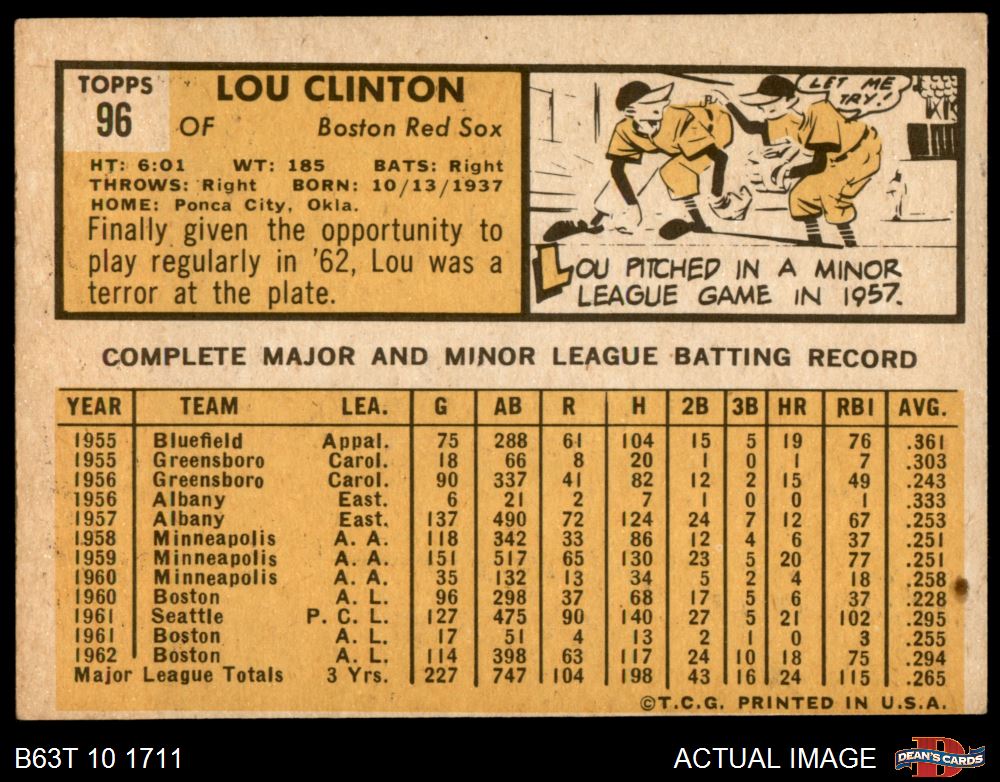 TOPPS
96
LOU CLINTON
OF Boston Red Sox
HT: 6:01 WT: 185 BATS: Right
THROWS: Right BORN: 10/13/1937
HOME: Ponca City, Okla.
Finally given the opportunity to
play regularly in '62, Lou was a
terror at the plate.
LET ME
TRY!
LOU PITCHED IN A MINOR
LEAGUE GAME IN 1957.
COMPLETE MAJOR AND MINOR LEAGUE BATTING RECORD
YEAR TEAM LEA. G AB R H 2B 3B HR RBI AVG.
1955 Bluefield Appal. 75 288 61 104 15 5 19 76 .361
1955 Greensboro Carol. 18 66 8 20 1 0 1 7 .303
1956 Greensboro Carol. 90 337 41 82 12 2 15 49 .243
1956 Albany East. 6 21 2 7 1 0 0 1 .333
1957 Albany East. 137 490 72 124 24 7 12 67 .253
1958 Minneapolis A. A. 118 342 33 86 12 4 6 37 .251
1959 Minneapolis A. A. 151 517 65 130 23 5 20 77 .251
1960 Minneapolis A. A. 35 132 13 34 5 2 4 18 .258
1960 Boston A. L. 96 298 37 68 17 5 6 37 .228
1961 Seattle P. C. L. 127 475 90 140 27 5 21 102 .295
1961 Boston A. L. 17 51 4 13 2 1 0 3 .255
1962 Boston A. L. 114 398 63 117 24 10 18 75 .294
Major League Totals 3 Yrs. 227 747 104 198 43 16 24 115 .265
©T.C.G. PRINTED IN U.S.A.
B63T 10 1711
ACTUAL IMAGE
DEAN'S CARDS